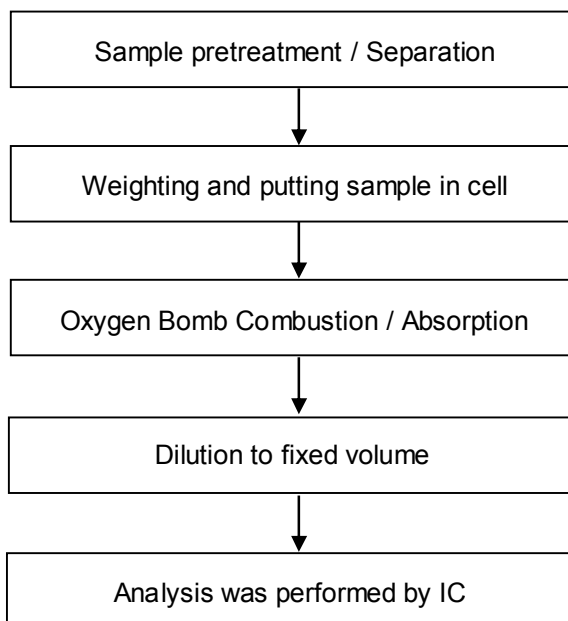 Sample pretreatment / Separation
Weighting and putting sample in cell
Oxygen Bomb Combustion / Absorption
Dilution to fixed volume
Analysis was performed by IC